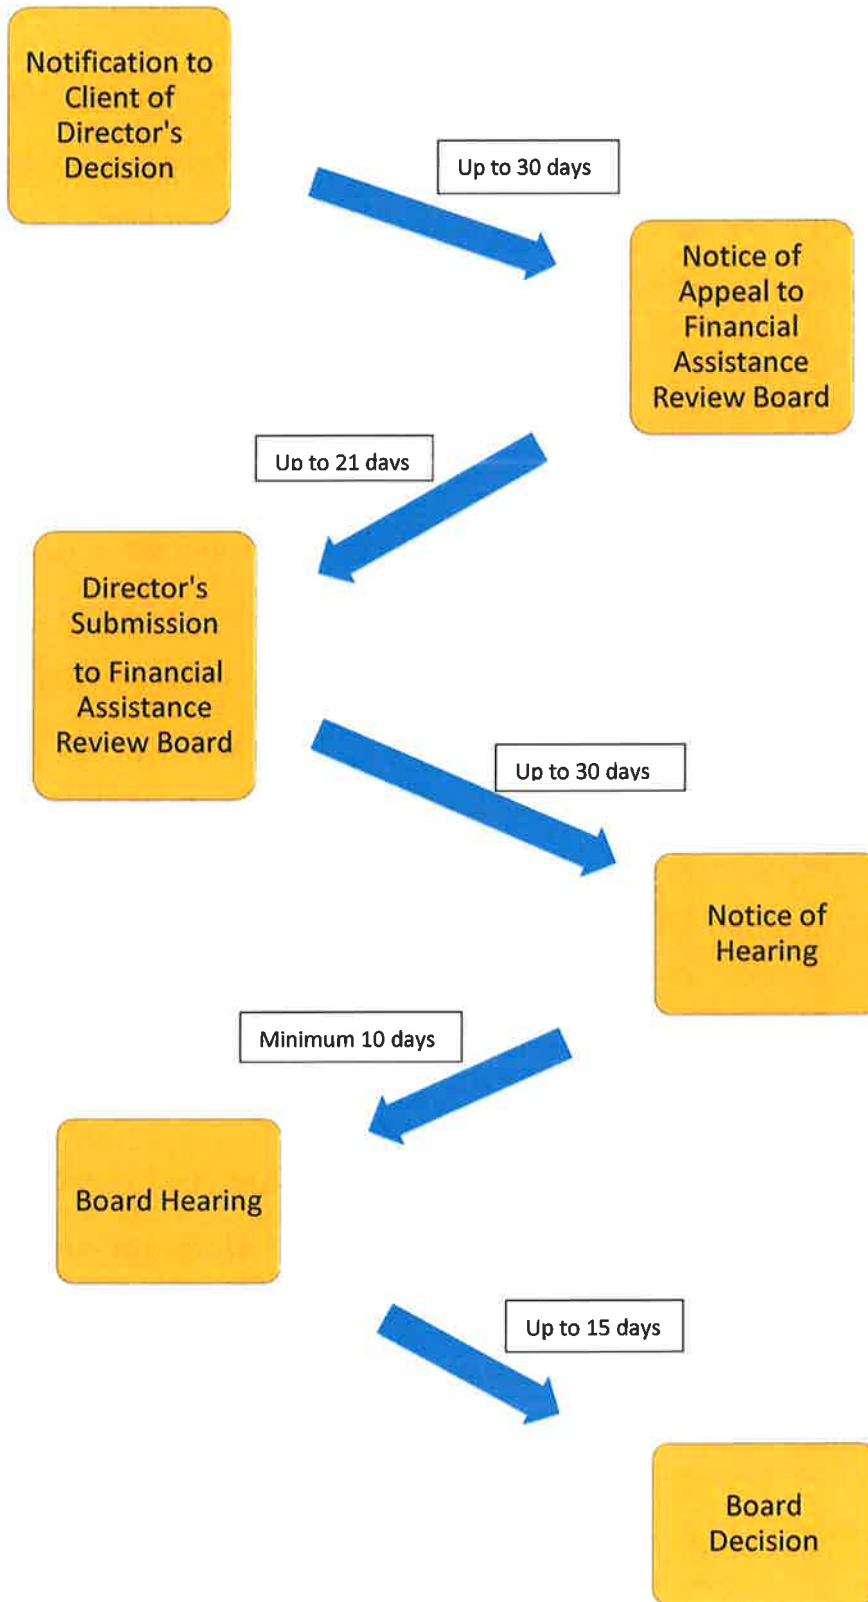 Notification to
Client of
Director's
Decision
Up to 30 days
Notice of
Appeal to
Financial
Assistance
Review Board
Up to 21 days
Director's
Submission
to Financial
Assistance
Review Board
Up to 30 days
Notice of
Hearing
Minimum 10 days
Board Hearing
Up to 15 days
Board
Decision